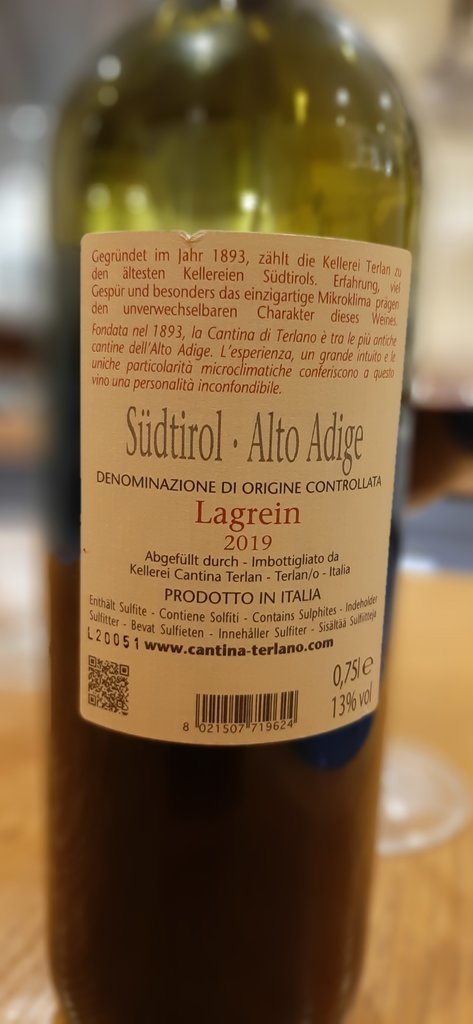 Gegründet im Jahr 1893, zählt die Kellerei Terlan zu
den ältesten Kellereien Südtirols. Erfahrung, viel
Gespür und besonders das einzigartige Mikroklima prägen
den unverwechselbaren Charakter dieses Weines.
Fondata nel 1893, la Cantina di Terlano è tra le più antiche
cantine dell'Alto Adige. L'esperienza, un grande intuito e le
uniche particolarità microclimatiche conferiscono a questo
vino una personalità inconfondibile.
Südtirol · Alto Adige
DENOMINAZIONE DI ORIGINE CONTROLLATA
Lagrein
2019
Abgefüllt durch - Imbottigliato da
Kellerei Cantina Terlan - Terlan/o - Italia
PRODOTTO IN ITALIA
Enthält Sulfite - Contiene Solfiti - Contains Sulphites - Indeholder
Sulfitter - Bevat Sulfieten - Innehåller Sulfiter - Sisältää Sulfiitteja
L20051 www.cantina-terlano.com
0,75l e
13% vol
8 021507 719624